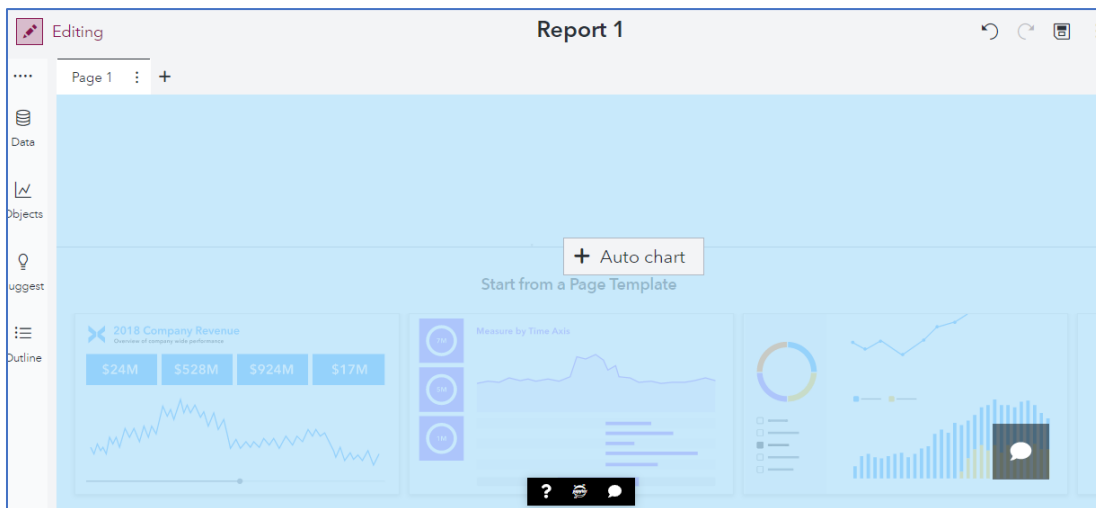 Editing
Report 1
Page 1
Data
Objects
uggest
Outline
+ Auto chart
Start from a Page Template
2018 Company Revenue
Overview of company wide performance
$24M $528M $924M $17M
Measure by Time Axis
?